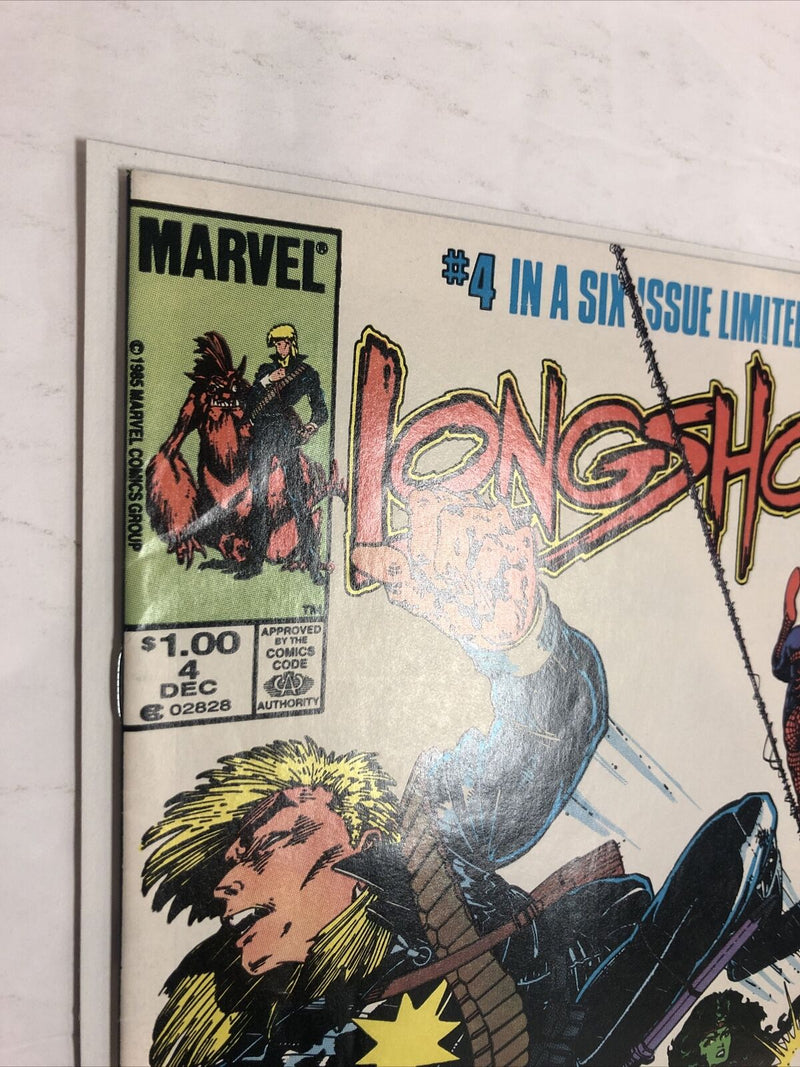 MARVEL®
© 1985 MARVEL COMICS GROUP
TM
$1.00
4
DEC
02828
APPROVED
BY THE
COMICS
CODE
CA
AUTHORITY
#4 IN A SIX ISSUE LIMITED
LONGSHO